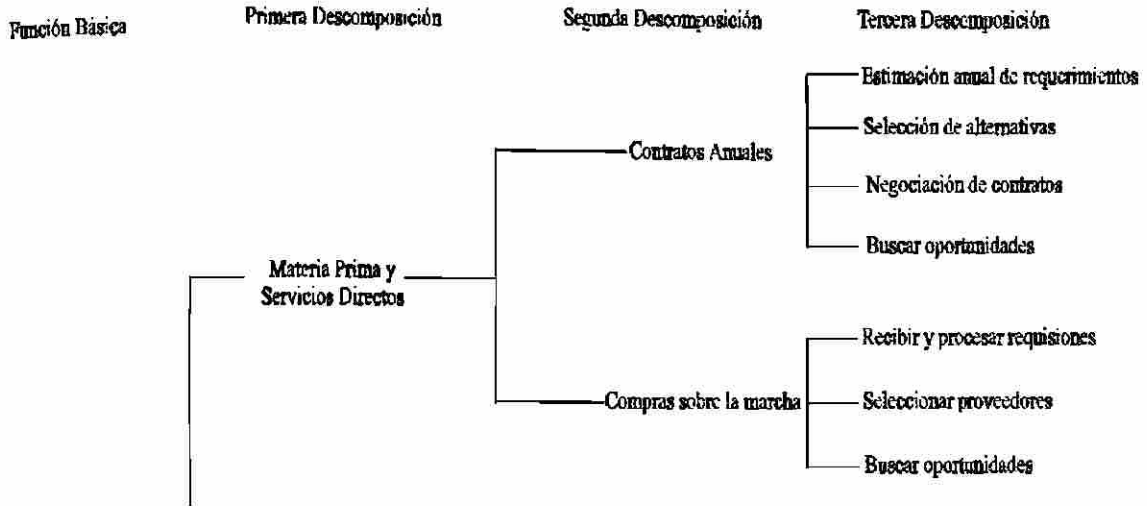 Función Básica
Primera Descomposición
Segunda Descomposición
Tercera Descomposición
Estimación anual de requerimientos
Selección de alternativas
Contratos Anuales
Negociación de contratos
Buscar oportunidades
Materia Prima y
Servicios Directos
Recibir y procesar requisiones
Compras sobre la marcha
Seleccionar proveedores
Buscar oportunidades